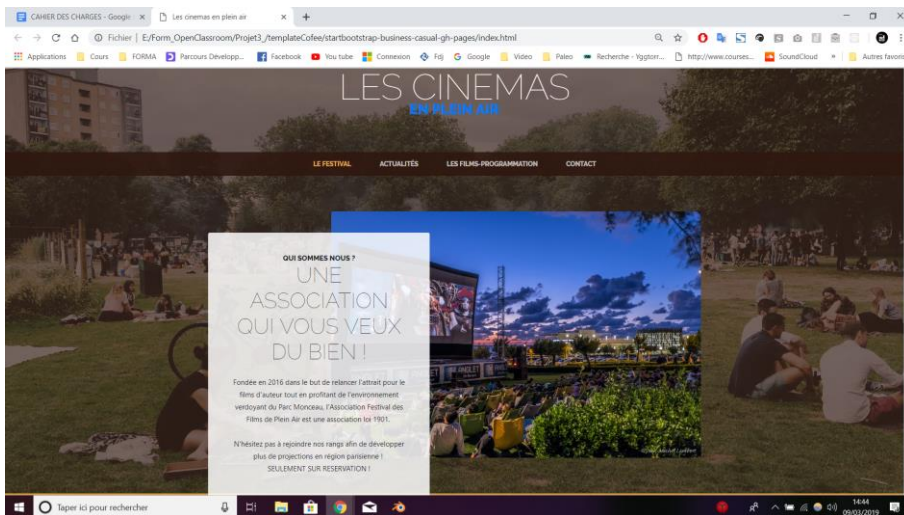 CAHIER DES CHARGES - Google
Les cinemas en plein air
Fichier | E:/Form_OpenClassroom/Projet3_/templateCofee/startbootstrap-business-casual-gh-pages/index.html
Applications Cours FORMA Parcours Développ... Facebook You tube Connexion Fdj Google Video Paleo Recherche - Yggtorr... http://www.courses... SoundCloud » Autres favoris
LES CINEMAS
EN PLEIN AIR
LE FESTIVAL ACTUALITÉS LES FILMS-PROGRAMMATION CONTACT
QUI SOMMES NOUS ?
UNE
ASSOCIATION
QUI VOUS VEUX
DU BIEN !
Fondée en 2016 dans le but de relancer l'attrait pour le
films d'auteur tout en profitant de l'environnement
verdoyant du Parc Monceau, l'Association Festival des
Films de Plein Air est une association loi 1901.
N'hésitez pas à rejoindre nos rangs afin de développer
plus de projections en région parisienne !
SEULEMENT SUR RESERVATION !
Taper ici pour rechercher
14:44
09/03/2019